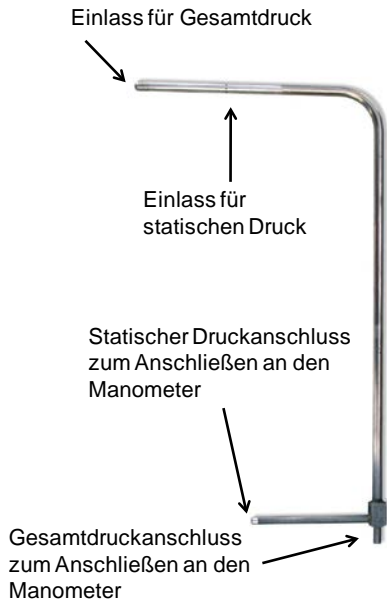 Einlass für Gesamtdruck
Einlass für
statischen Druck
Statischer Druckanschluss
zum Anschließen an den
Manometer
Gesamtdruckanschluss
zum Anschließen an den
Manometer